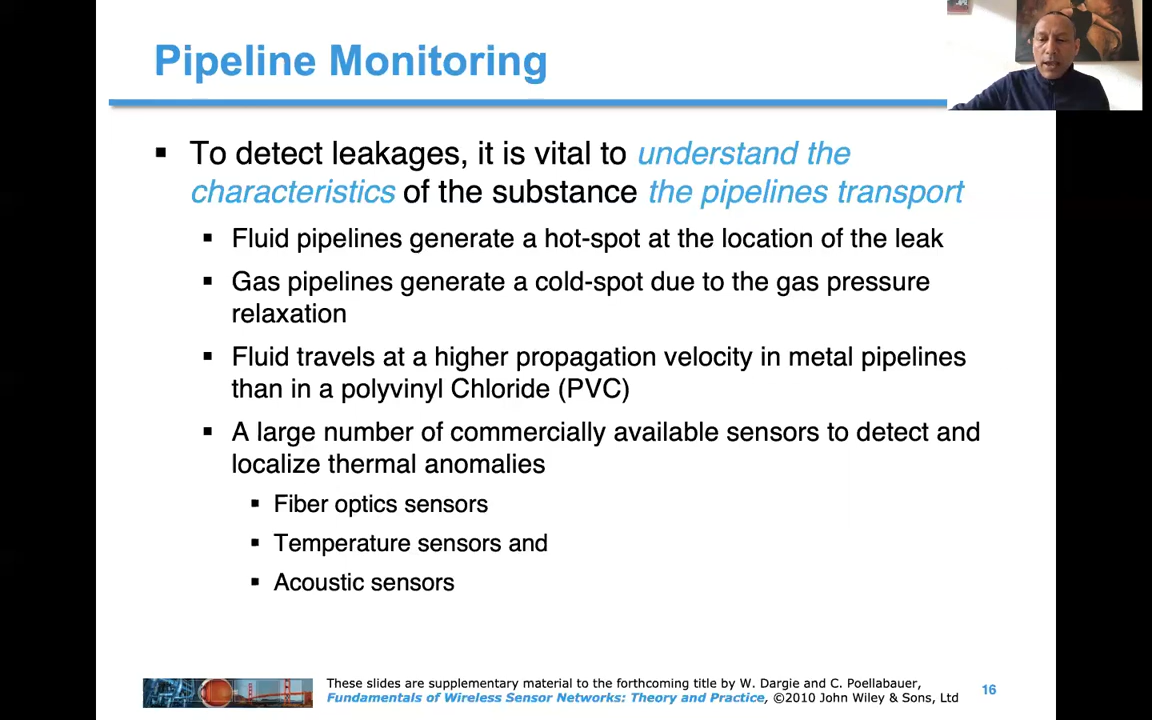 Pipeline Monitoring
▪ To detect leakages, it is vital to understand the
characteristics of the substance the pipelines transport
▪ Fluid pipelines generate a hot-spot at the location of the leak
▪ Gas pipelines generate a cold-spot due to the gas pressure
relaxation
▪ Fluid travels at a higher propagation velocity in metal pipelines
than in a polyvinyl Chloride (PVC)
▪ A large number of commercially available sensors to detect and
localize thermal anomalies
▪ Fiber optics sensors
▪ Temperature sensors and
▪ Acoustic sensors
These slides are supplementary material to the forthcoming title by W. Dargie and C. Poellabauer,
Fundamentals of Wireless Sensor Networks: Theory and Practice, ©2010 John Wiley & Sons, Ltd
16